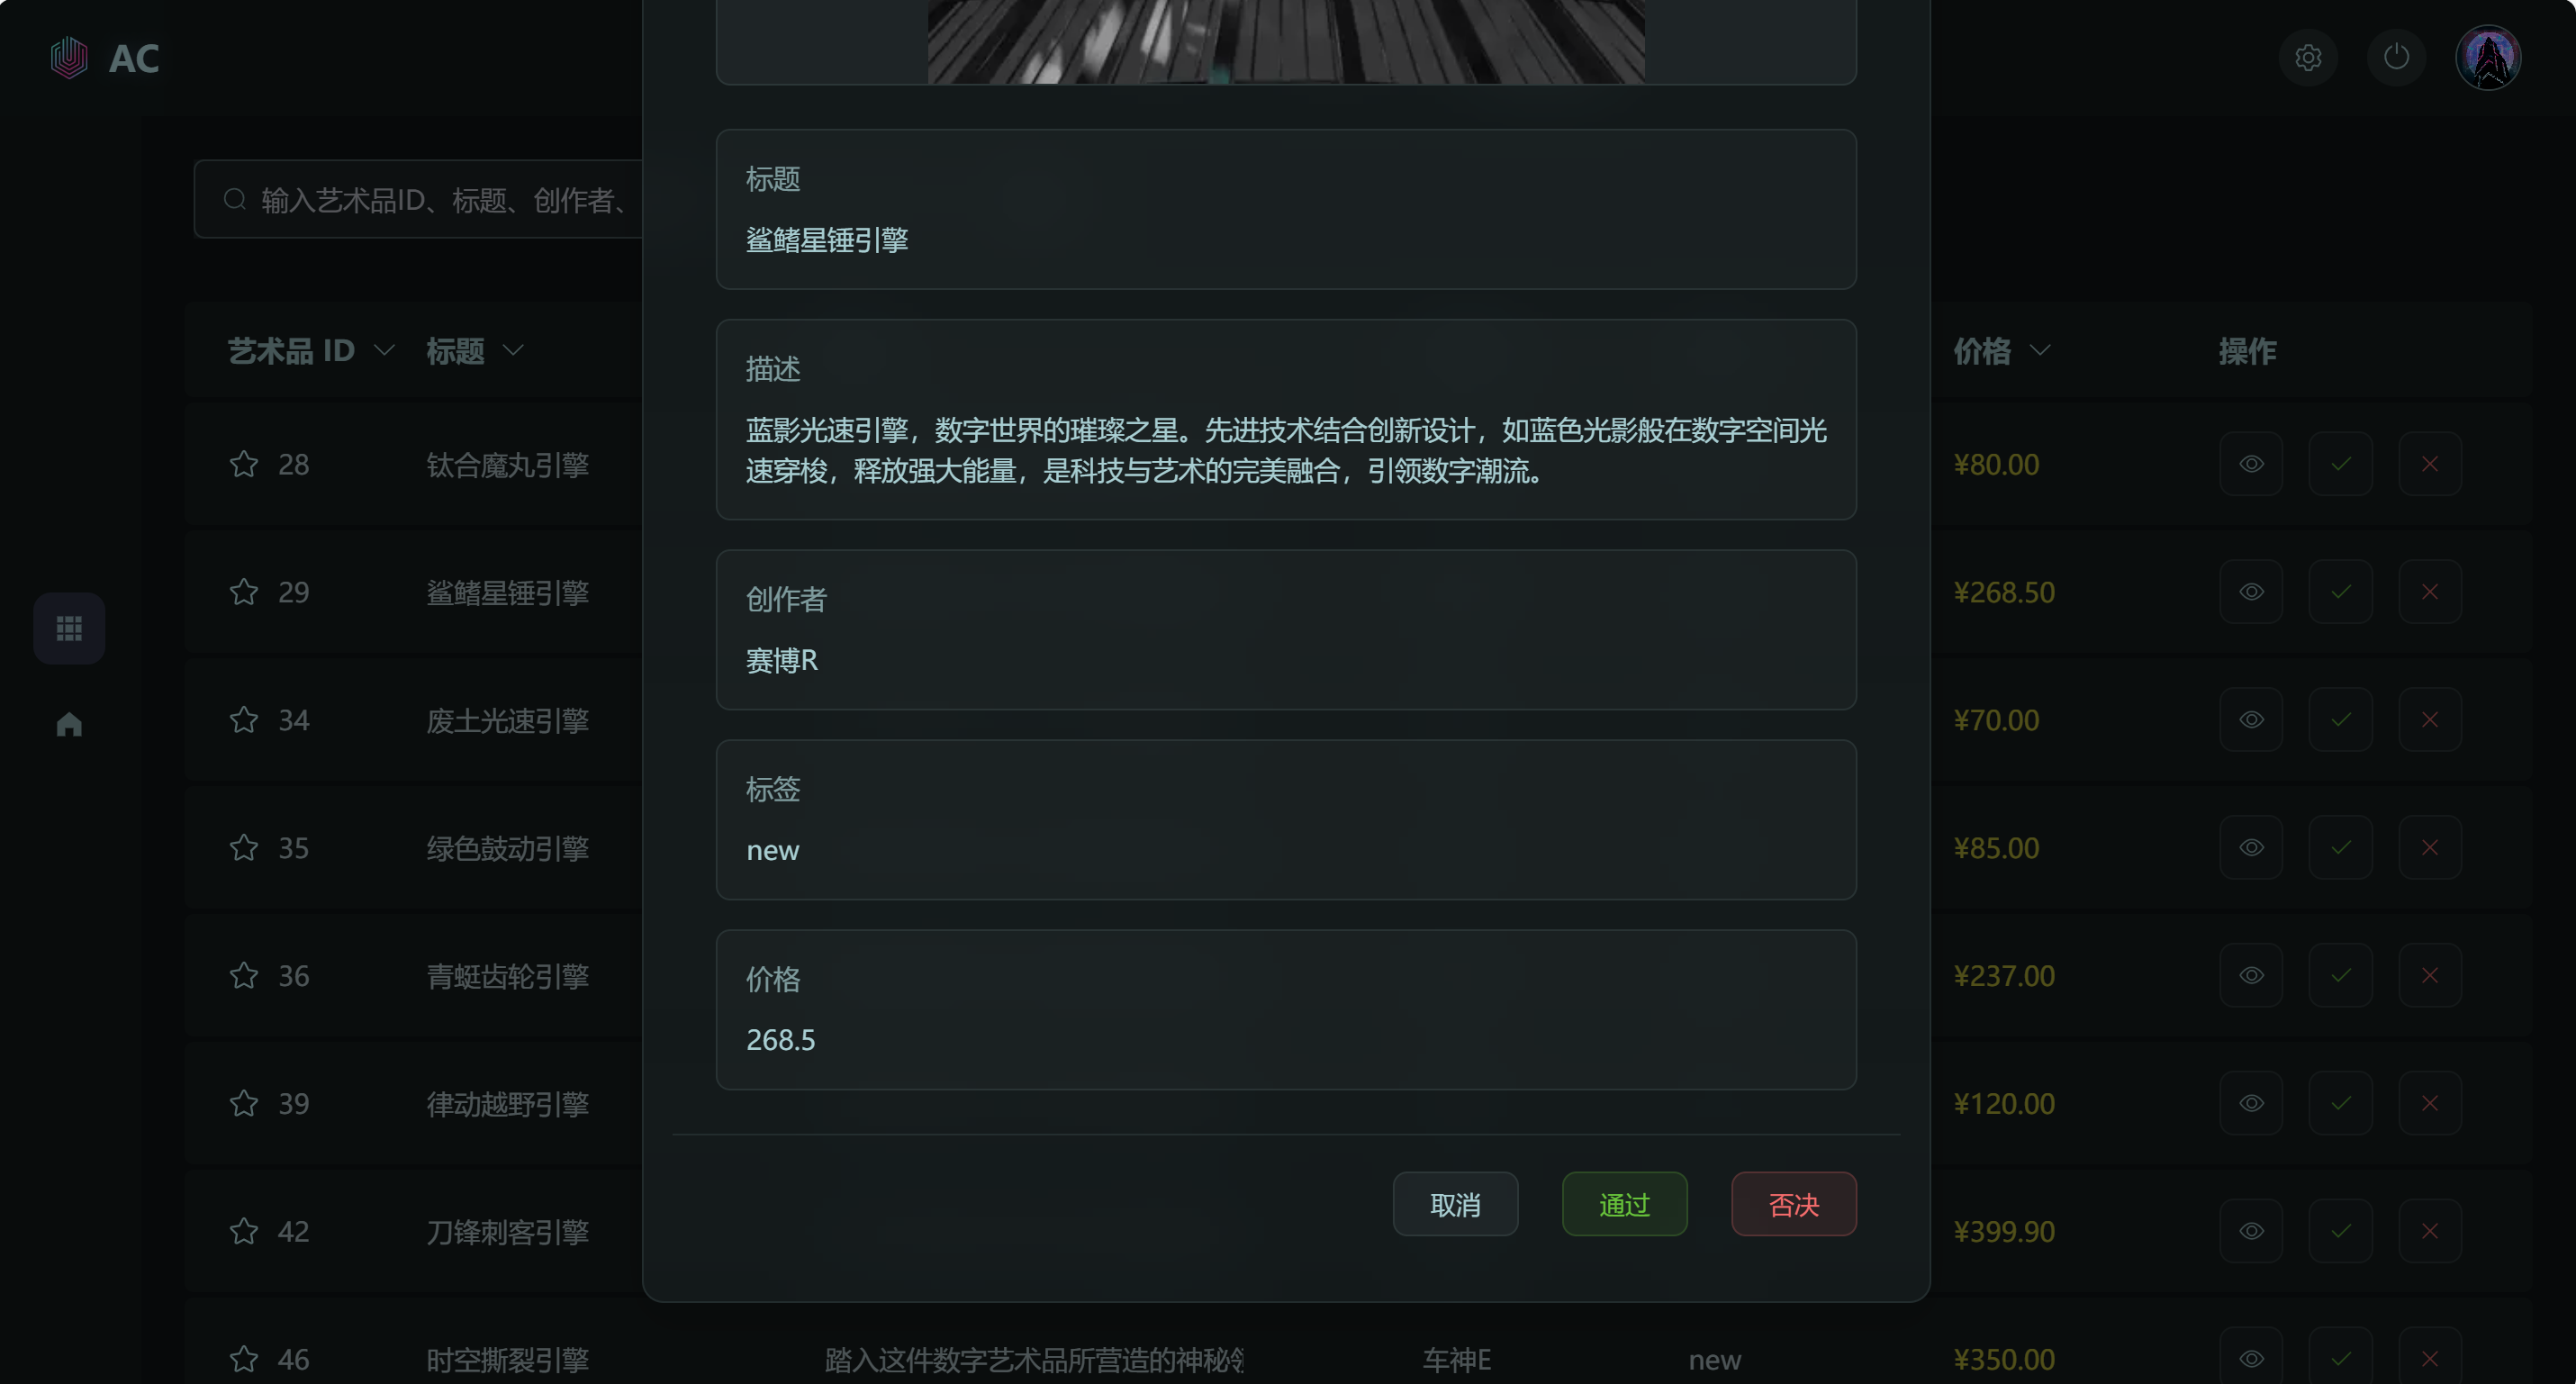 AC
输入艺术品ID、标题、创作者、
艺术品 ID 标题 价格 操作
28 钛合魔丸引擎 ¥80.00
29 鲨鳍星锤引擎 ¥268.50
34 废土光速引擎 ¥70.00
35 绿色鼓动引擎 ¥85.00
36 青蜓齿轮引擎 ¥237.00
39 律动越野引擎 ¥120.00
42 刀锋刺客引擎 ¥399.90
46 时空撕裂引擎 踏入这件数字艺术品所营造的神秘 车神E new ¥350.00
标题
鲨鳍星锤引擎
描述
蓝影光速引擎，数字世界的璀璨之星。先进技术结合创新设计，如蓝色光影般在数字空间光
速穿梭，释放强大能量，是科技与艺术的完美融合，引领数字潮流。
创作者
赛博R
标签
new
价格
268.5
取消 通过 否决